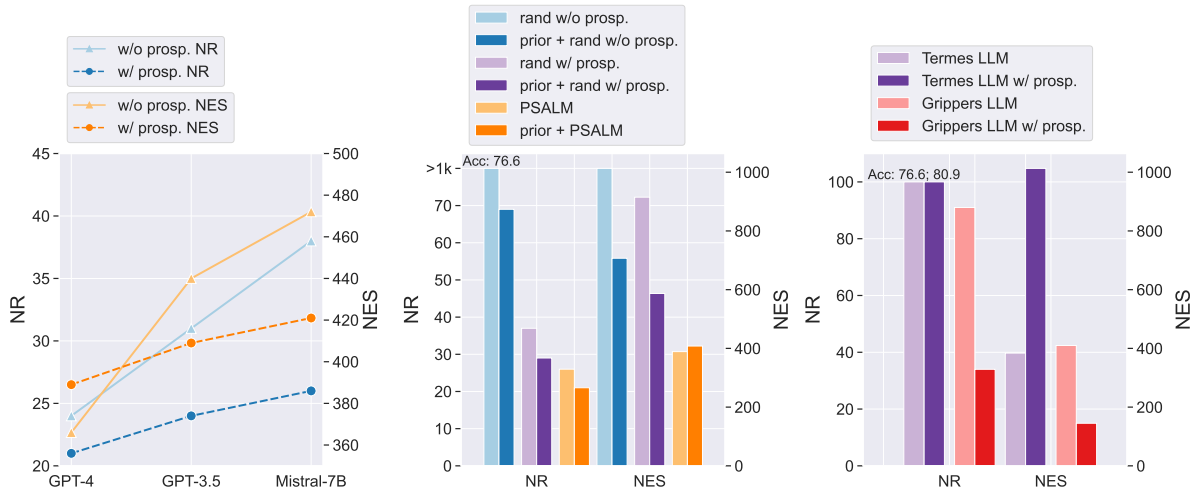 w/o prosp. NR
w/ prosp. NR
w/o prosp. NES
w/ prosp. NES
45
40
35
30
25
20
NR
500
480
460
440
420
400
380
360
NES
GPT-4
GPT-3.5
Mistral-7B
rand w/o prosp.
prior + rand w/o prosp.
rand w/ prosp.
prior + rand w/ prosp.
PSALM
prior + PSALM
Acc: 76.6
>1k
70
60
50
40
30
20
10
0
NR
1000
800
600
400
200
0
NES
NR
NES
Termes LLM
Termes LLM w/ prosp.
Grippers LLM
Grippers LLM w/ prosp.
Acc: 76.6; 80.9
100
80
60
40
20
0
NR
1000
800
600
400
200
0
NES
NR
NES